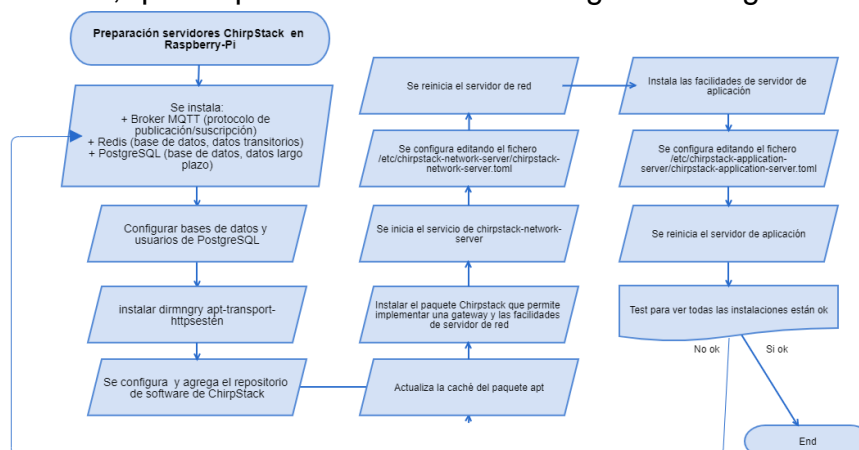 Preparación servidores ChirpStack en
Raspberry-Pi
Se instala:
+ Broker MQTT (protocolo de
publicación/suscripción)
+ Redis (base de datos, datos transitorios)
+ PostgreSQL (base de datos, datos largo
plazo)
Configurar bases de datos y
usuarios de PostgreSQL
instalar dirmngry apt-transport-
httpsestén
Se configura y agrega el repositorio
de software de ChirpStack
Actualiza la caché del paquete apt
Instalar el paquete Chirpstack que permite
implementar una gateway y las facilidades
de servidor de red
Se inicia el servicio de chirpstack-network-
server
Se configura editando el fichero
/etc/chirpstack-network-server/chirpstack-
network-server.toml
Se reinicia el servidor de red
Instala las facilidades de servidor de
aplicación
Se configura editando el fichero
/etc/chirpstack-application-
server/chirpstack-application-server.toml
Se reinicia el servidor de aplicación
Test para ver todas las instalaciones están ok
No ok
Si ok
End